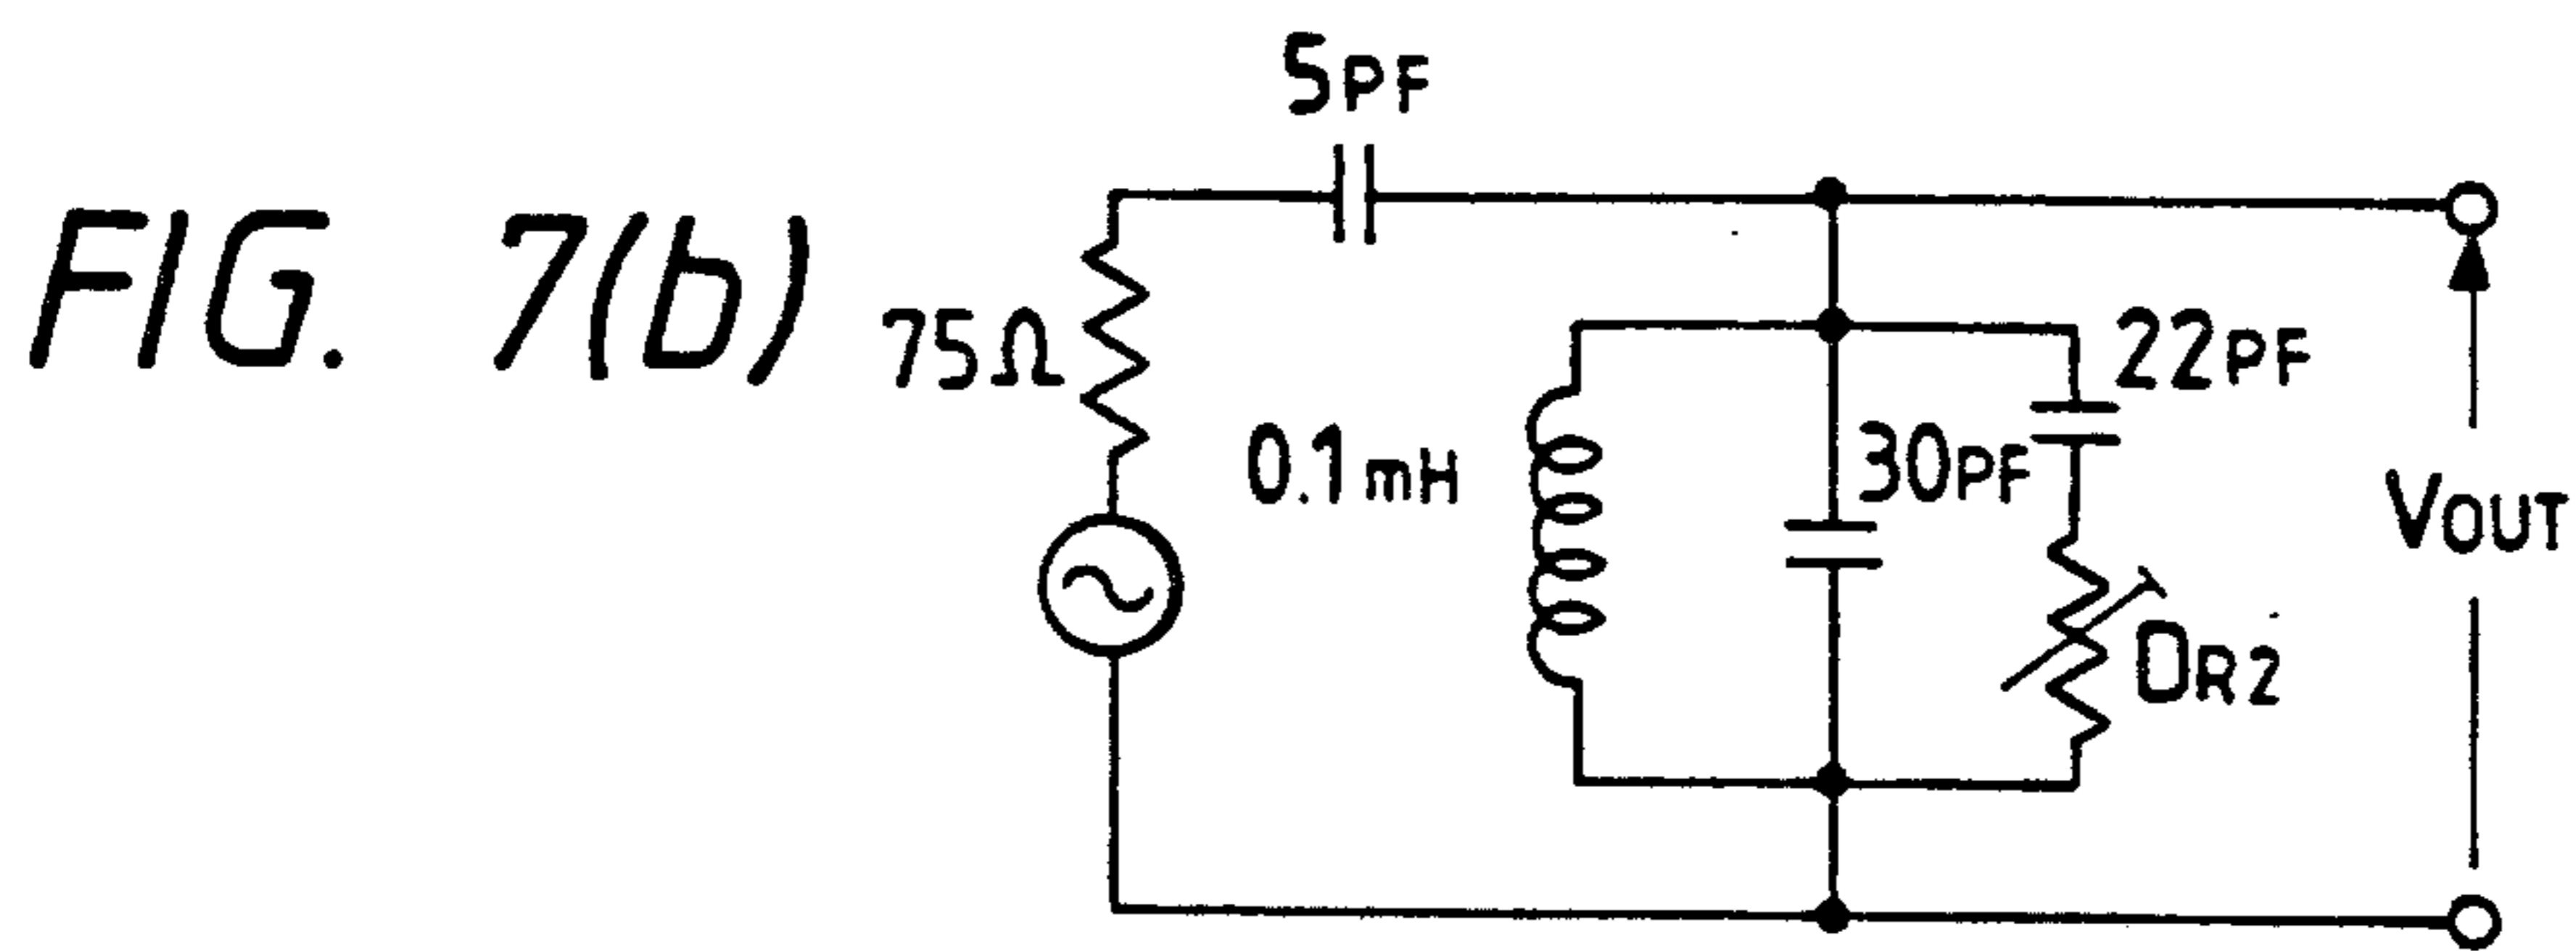 FIG. 7(b)
5PF
75Ω
0.1mH
30PF
22PF
DR2
VOUT